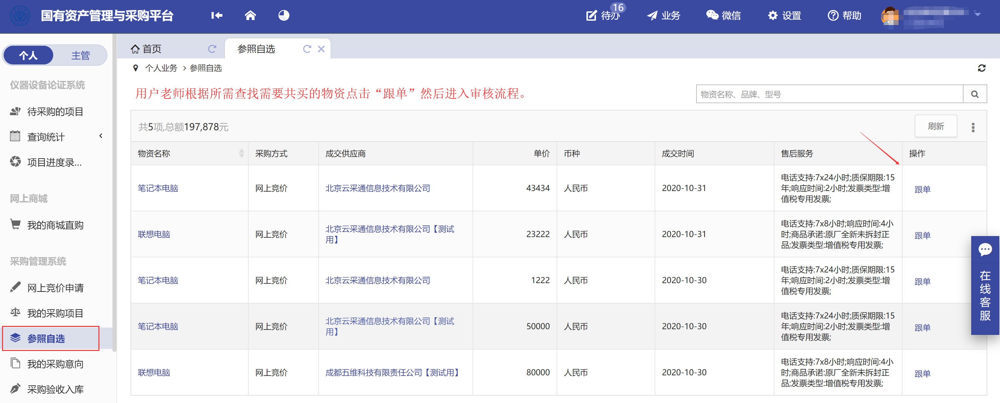 国有资产管理与采购平台
待办 16
业务
微信
设置
帮助
个人
主管
仪器设备论证系统
待采购的项目
查询统计
项目进度录...
网上商城
我的商城直购
采购管理系统
网上竞价申请
我的采购项目
参照自选
我的采购意向
采购验收入库
首页
参照自选
个人业务 > 参照自选
用户老师根据所需查找需要共买的物资点击“跟单”然后进入审核流程。
物资名称、品牌、型号
共5项,总额197,878元
刷新
物资名称 采购方式 成交供应商 单价 币种 成交时间 售后服务 操作
笔记本电脑 网上竞价 北京云采通信息技术有限公司 43434 人民币 2020-10-31
电话支持:7x24小时;质保期限:15
年;响应时间:2小时;发票类型:增
值税专用发票;
跟单
联想电脑 网上竞价
北京云采通信息技术有限公司【测试
用】
23222 人民币 2020-10-31
电话支持:7x8小时;响应时间:4小
时;商品承诺:原厂全新未拆封正
品;发票类型:增值税专用发票;
跟单
笔记本电脑 网上竞价 北京云采通信息技术有限公司 1222 人民币 2020-10-30
电话支持:7x24小时;质保期限:15
年;响应时间:2小时;发票类型:增
值税专用发票;
跟单
笔记本电脑 网上竞价
北京云采通信息技术有限公司【测试
用】
50000 人民币 2020-10-30
电话支持:7x24小时;质保期限:15
年;响应时间:2小时;发票类型:增
值税专用发票;
跟单
联想电脑 网上竞价 成都五维科技有限责任公司【测试用】 80000 人民币 2020-10-30
电话支持:7x8小时;响应时间:4小
时;商品承诺:原厂全新未拆封正
品;发票类型:增值税专用发票;
跟单
在线客服